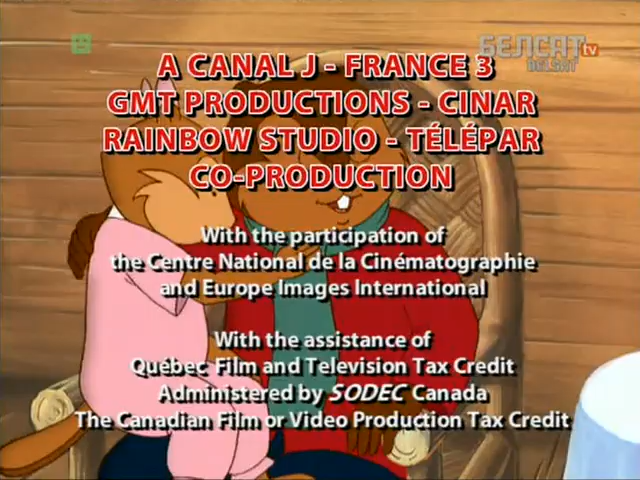 БЕЛСАТ tv
BELSAT
A CANAL J - FRANCE 3
GMT PRODUCTIONS - CINAR
RAINBOW STUDIO - TÉLÉPAR
CO-PRODUCTION
With the participation of
the Centre National de la Cinématographie
and Europe Images International
With the assistance of
Québec Film and Television Tax Credit
Administered by SODEC Canada
The Canadian Film or Video Production Tax Credit